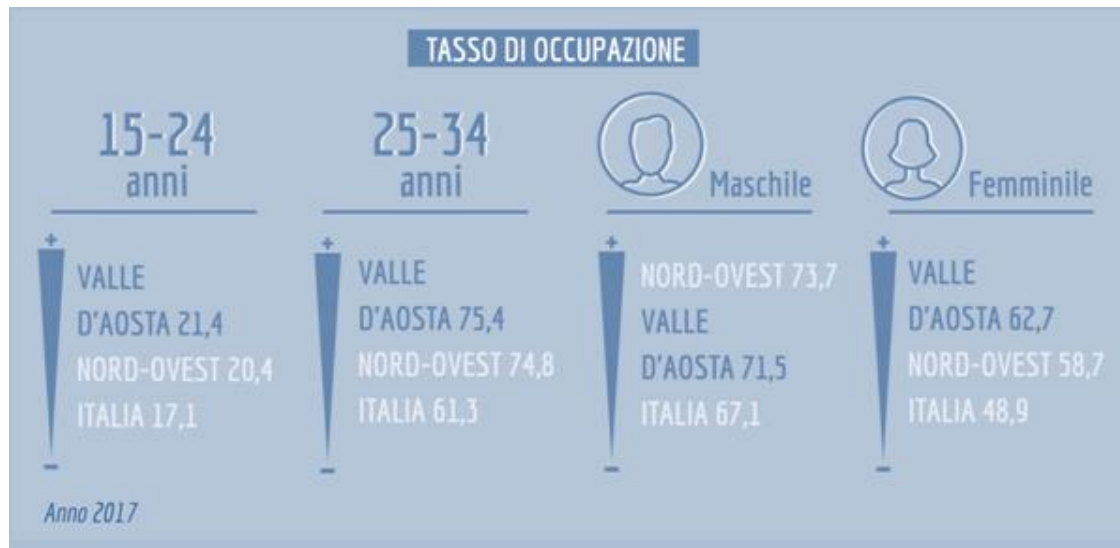 TASSO DI OCCUPAZIONE
15-24
anni
+
VALLE
D'AOSTA 21,4
NORD-OVEST 20,4
ITALIA 17,1
-
25-34
anni
+
VALLE
D'AOSTA 75,4
NORD-OVEST 74,8
ITALIA 61,3
-
Maschile
+
NORD-OVEST 73,7
VALLE
D'AOSTA 71,5
ITALIA 67,1
-
Femminile
+
VALLE
D'AOSTA 62,7
NORD-OVEST 58,7
ITALIA 48,9
-
Anno 2017